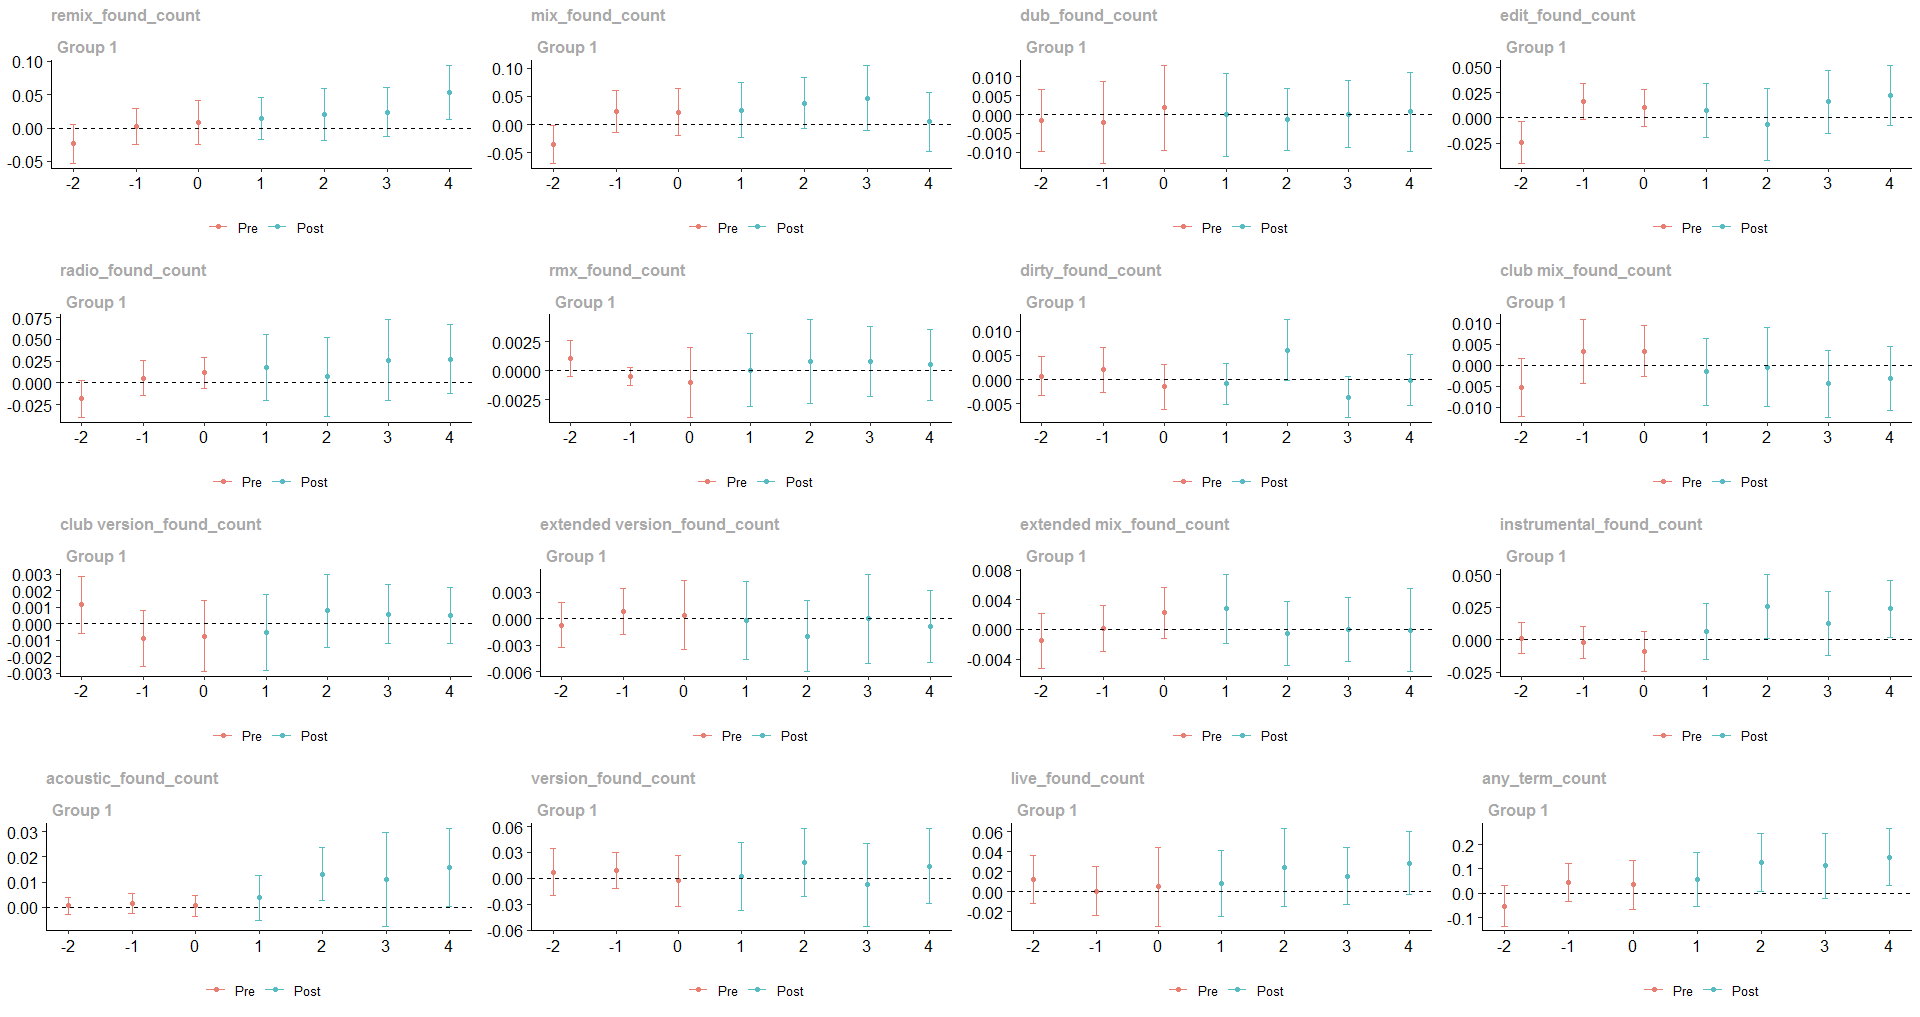 remix_found_count
Group 1
0.10
0.05
0.00
-0.05
-2 -1 0 1 2 3 4
Pre Post
mix_found_count
Group 1
0.10
0.05
0.00
-0.05
-2 -1 0 1 2 3 4
Pre Post
dub_found_count
Group 1
0.010
0.005
0.000
-0.005
-0.010
-2 -1 0 1 2 3 4
Pre Post
edit_found_count
Group 1
0.050
0.025
0.000
-0.025
-2 -1 0 1 2 3 4
Pre Post
radio_found_count
Group 1
0.075
0.050
0.025
0.000
-0.025
-2 -1 0 1 2 3 4
Pre Post
rmx_found_count
Group 1
0.0025
0.0000
-0.0025
-2 -1 0 1 2 3 4
Pre Post
dirty_found_count
Group 1
0.010
0.005
0.000
-0.005
-2 -1 0 1 2 3 4
Pre Post
club mix_found_count
Group 1
0.010
0.005
0.000
-0.005
-0.010
-2 -1 0 1 2 3 4
Pre Post
club version_found_count
Group 1
0.003
0.002
0.001
0.000
-0.001
-0.002
-0.003
-2 -1 0 1 2 3 4
Pre Post
extended version_found_count
Group 1
0.003
0.000
-0.003
-0.006
-2 -1 0 1 2 3 4
Pre Post
extended mix_found_count
Group 1
0.008
0.004
0.000
-0.004
-2 -1 0 1 2 3 4
Pre Post
instrumental_found_count
Group 1
0.050
0.025
0.000
-0.025
-2 -1 0 1 2 3 4
Pre Post
acoustic_found_count
Group 1
0.03
0.02
0.01
0.00
-2 -1 0 1 2 3 4
Pre Post
version_found_count
Group 1
0.06
0.03
0.00
-0.03
-0.06
-2 -1 0 1 2 3 4
Pre Post
live_found_count
Group 1
0.06
0.04
0.02
0.00
-0.02
-2 -1 0 1 2 3 4
Pre Post
any_term_count
Group 1
0.2
0.1
0.0
-0.1
-2 -1 0 1 2 3 4
Pre Post